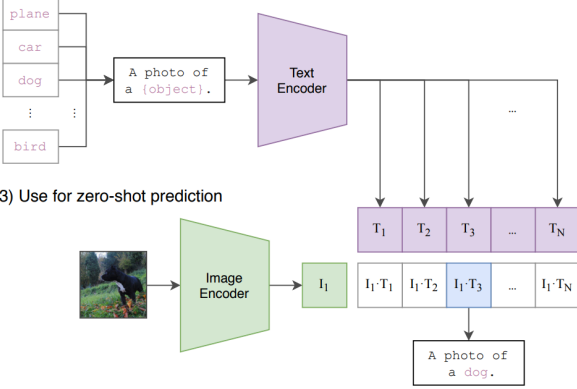 plane
car
dog
⋮ ⋮
bird
A photo of
a {object}.
Text
Encoder
...
3) Use for zero-shot prediction
T1 T2 T3 ... TN
Image
Encoder
I1
I1·T1 I1·T2 I1·T3 ... I1·TN
A photo of
a dog.